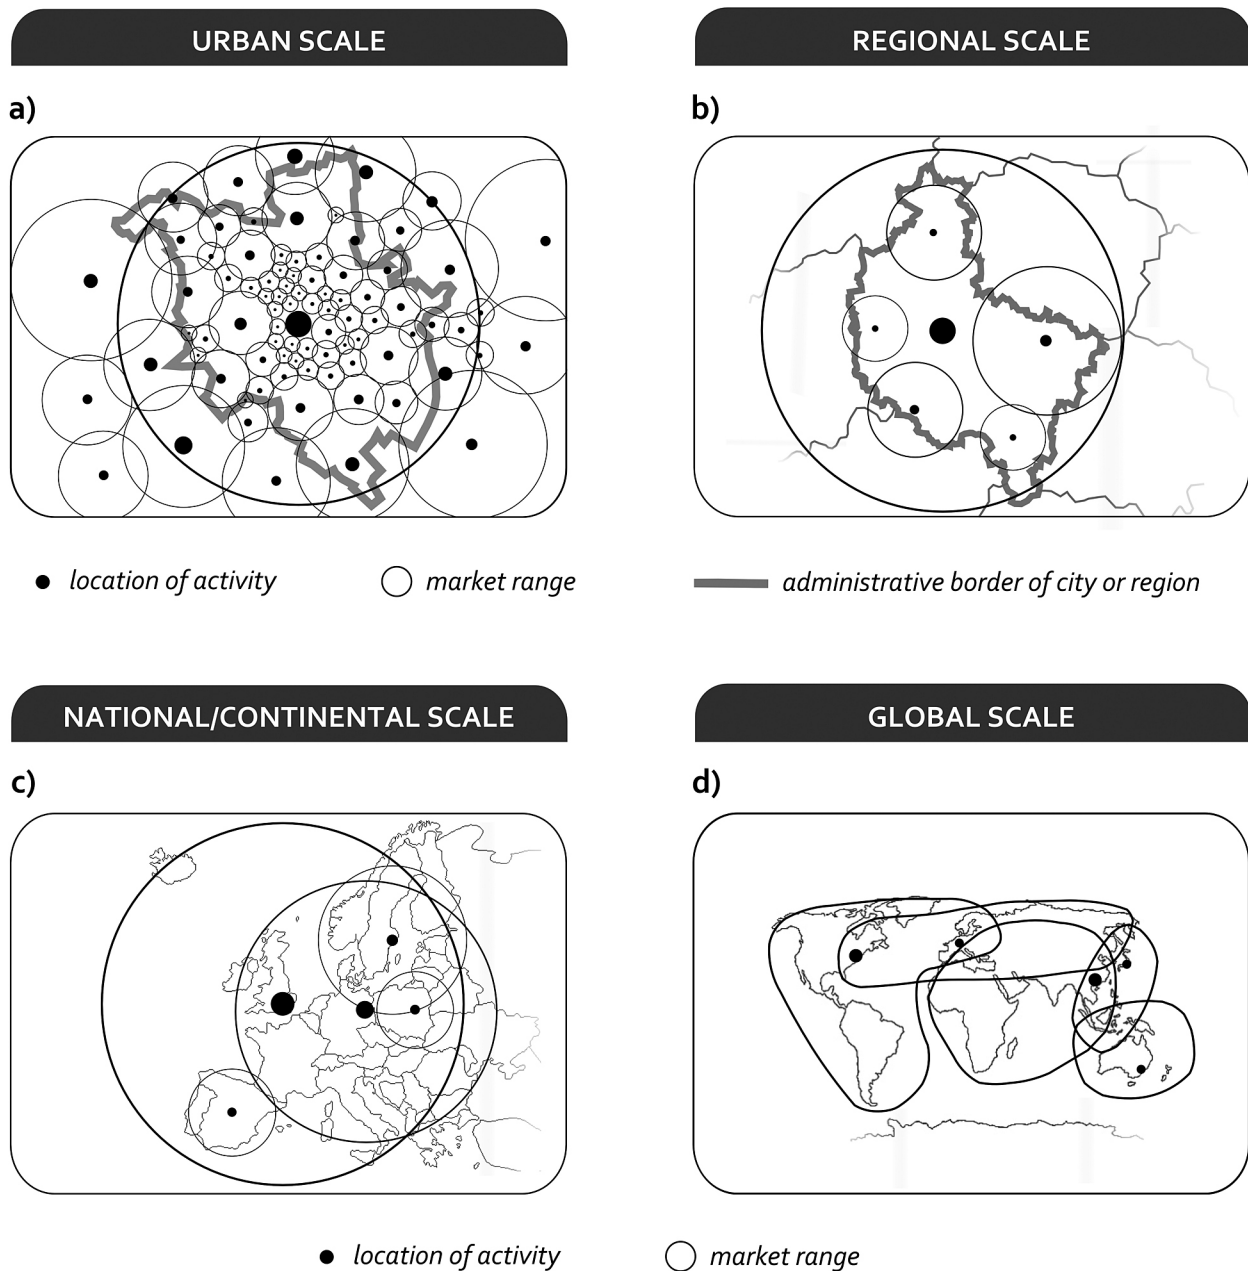 URBAN SCALE
REGIONAL SCALE
a)
b)
location of activity
market range
administrative border of city or region
NATIONAL/CONTINENTAL SCALE
GLOBAL SCALE
c)
d)
location of activity
market range